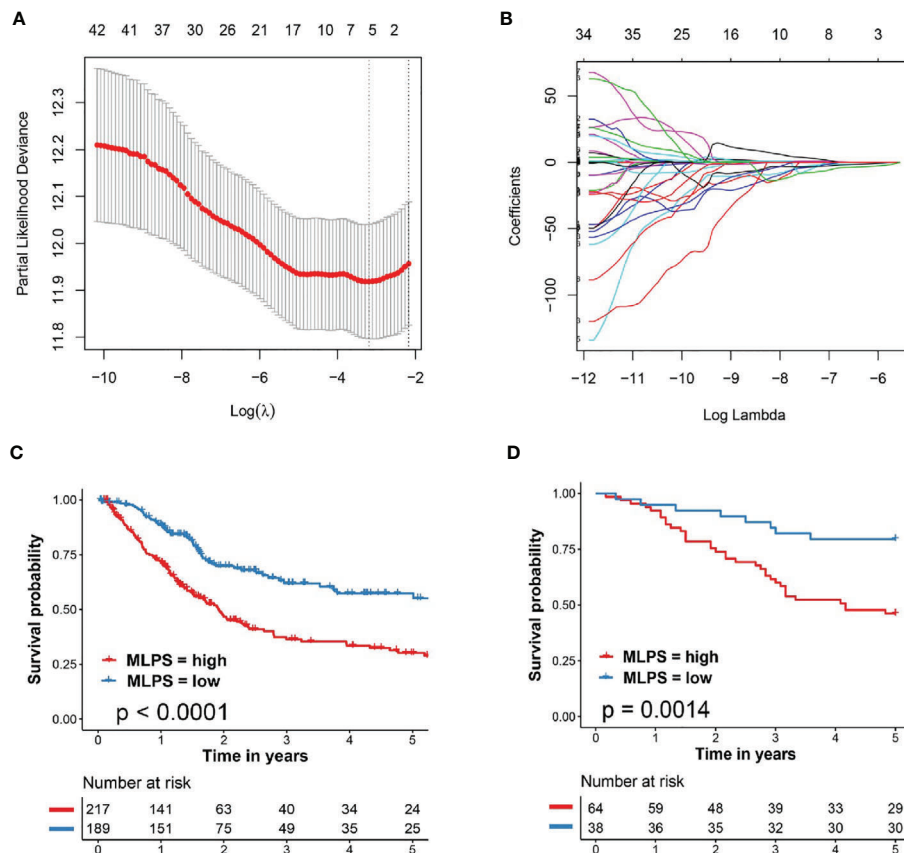 A
42 41 37 30 26 21 17 10 7 5 2
Partial Likelihood Deviance
12.3
12.2
12.1
12.0
11.9
11.8
−10 −8 −6 −4 −2
Log(λ)
B
34 35 25 20 16 10 8 3
Coefficients
50
0
−50
−100
−12 −11 −10 −9 −8 −7 −6
Log Lambda
C
Survival probability
1.00
0.75
0.50
0.25
0.00
MLPS = high
MLPS = low
p < 0.0001
0 1 2 3 4 5
Time in years
Number at risk
217 141 63 40 34 24
189 151 75 49 35 25
0 1 2 3 4 5
D
Survival probability
1.00
0.75
0.50
0.25
0.00
MLPS = high
MLPS = low
p = 0.0014
0 1 2 3 4 5
Time in years
Number at risk
64 59 48 39 33 29
38 36 35 32 30 30
0 1 2 3 4 5